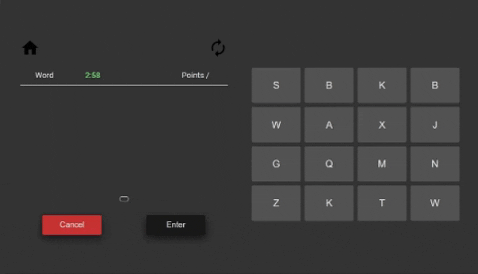 Word 2:58 Points /
S B K B
W A X J
G Q M N
Z K T W
Cancel Enter